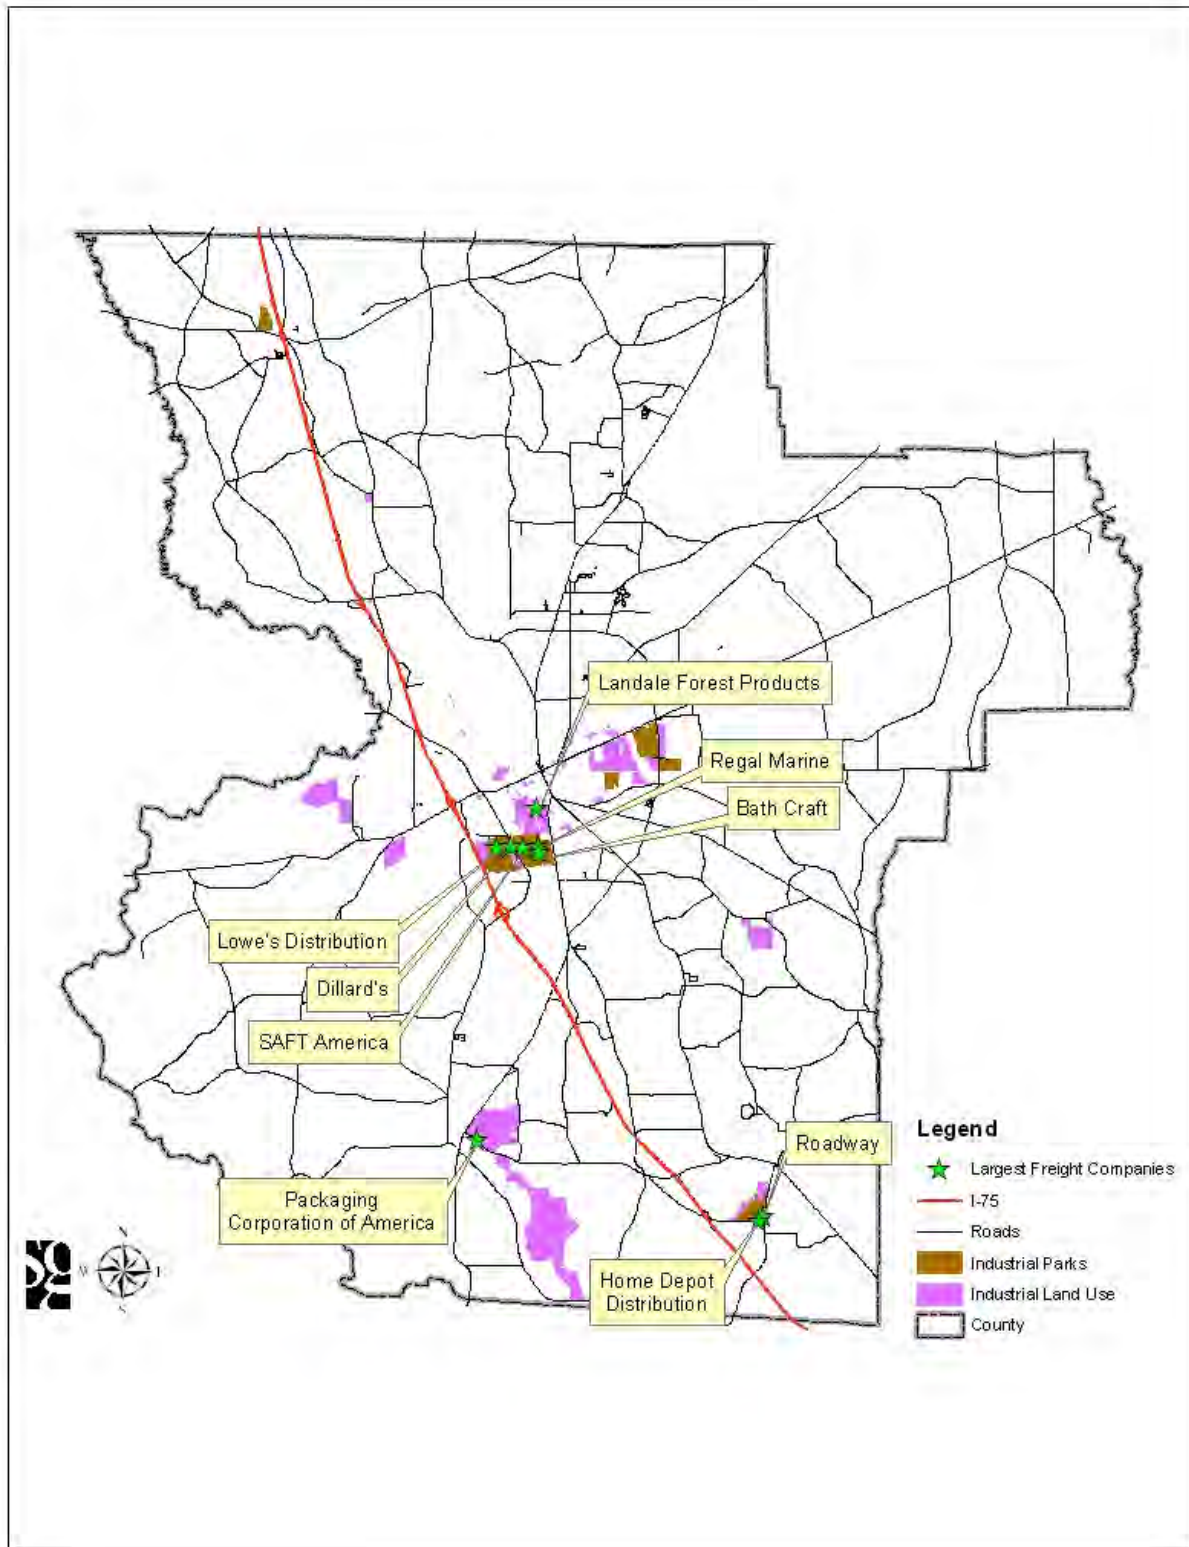 Landale Forest Products
Regal Marine
Bath Craft
Lowe's Distribution
Dillard's
SAFT America
Packaging
Corporation of America
Roadway
Home Depot
Distribution
Legend
Largest Freight Companies
I-75
Roads
Industrial Parks
Industrial Land Use
County
N
S